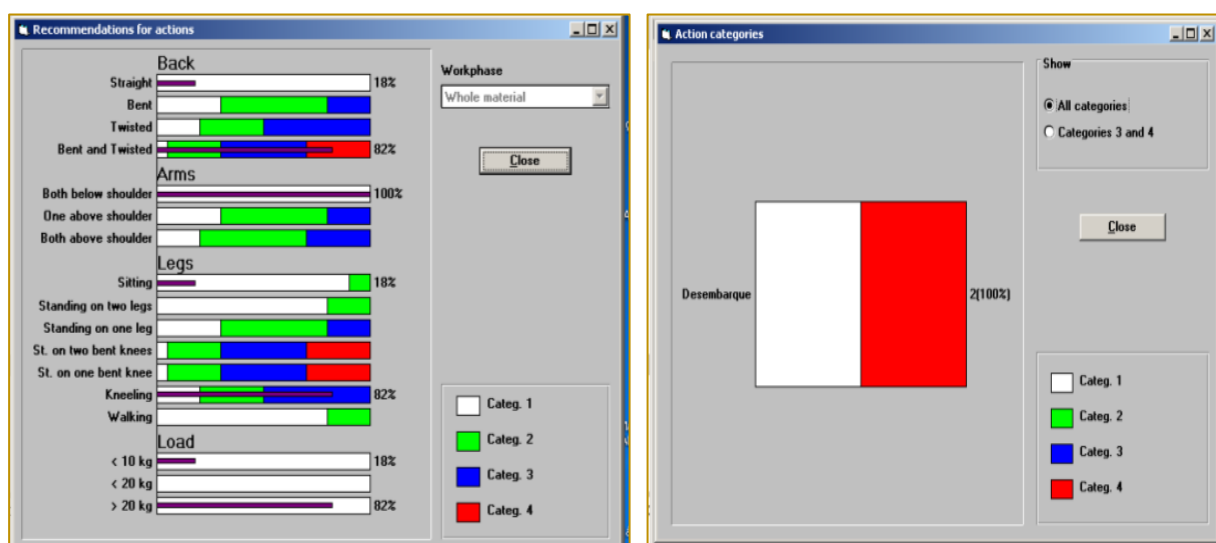 Recommendations for actions
Back
Straight 18%
Bent
Twisted
Bent and Twisted 82%
Arms
Both below shoulder 100%
One above shoulder
Both above shoulder
Legs
Sitting 18%
Standing on two legs
Standing on one leg
St. on two bent knees
St. on one bent knee
Kneeling 82%
Walking
Load
< 10 kg 18%
< 20 kg
> 20 kg 82%
Workphase
Whole material
Close
Categ. 1
Categ. 2
Categ. 3
Categ. 4
Action categories
Desembarque 2(100%)
Show
All categories
Categories 3 and 4
Close
Categ. 1
Categ. 2
Categ. 3
Categ. 4